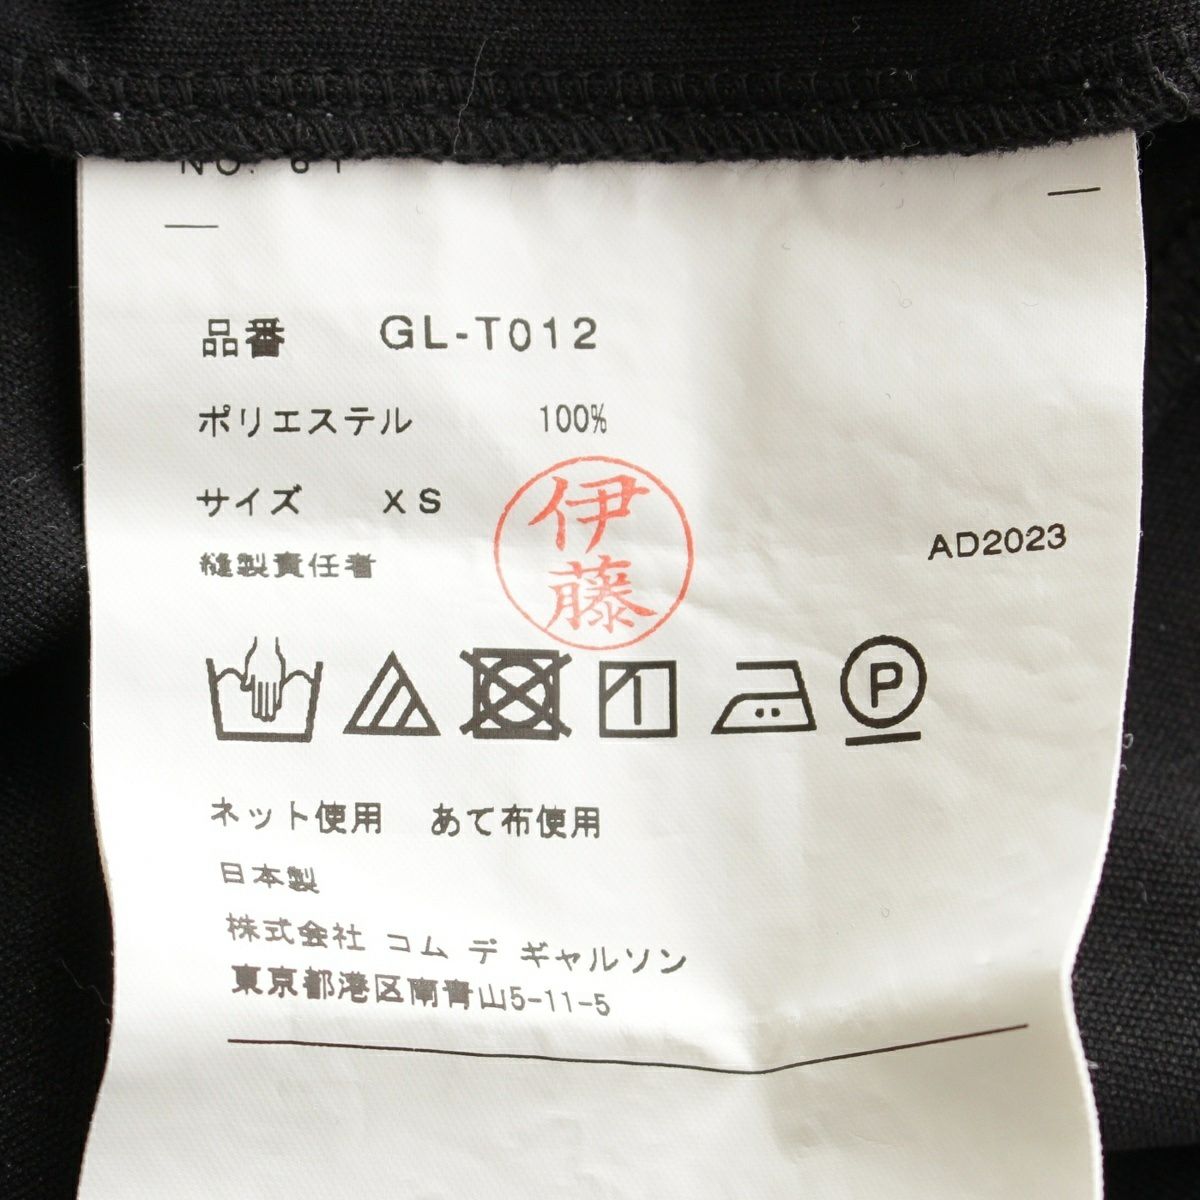 NO. 61
品番 GL-T012
ポリエステル 100%
サイズ XS
伊藤
縫製責任者
AD2023
P
ネット使用 あて布使用
日本製
株式会社 コム デ ギャルソン
東京都港区南青山5-11-5